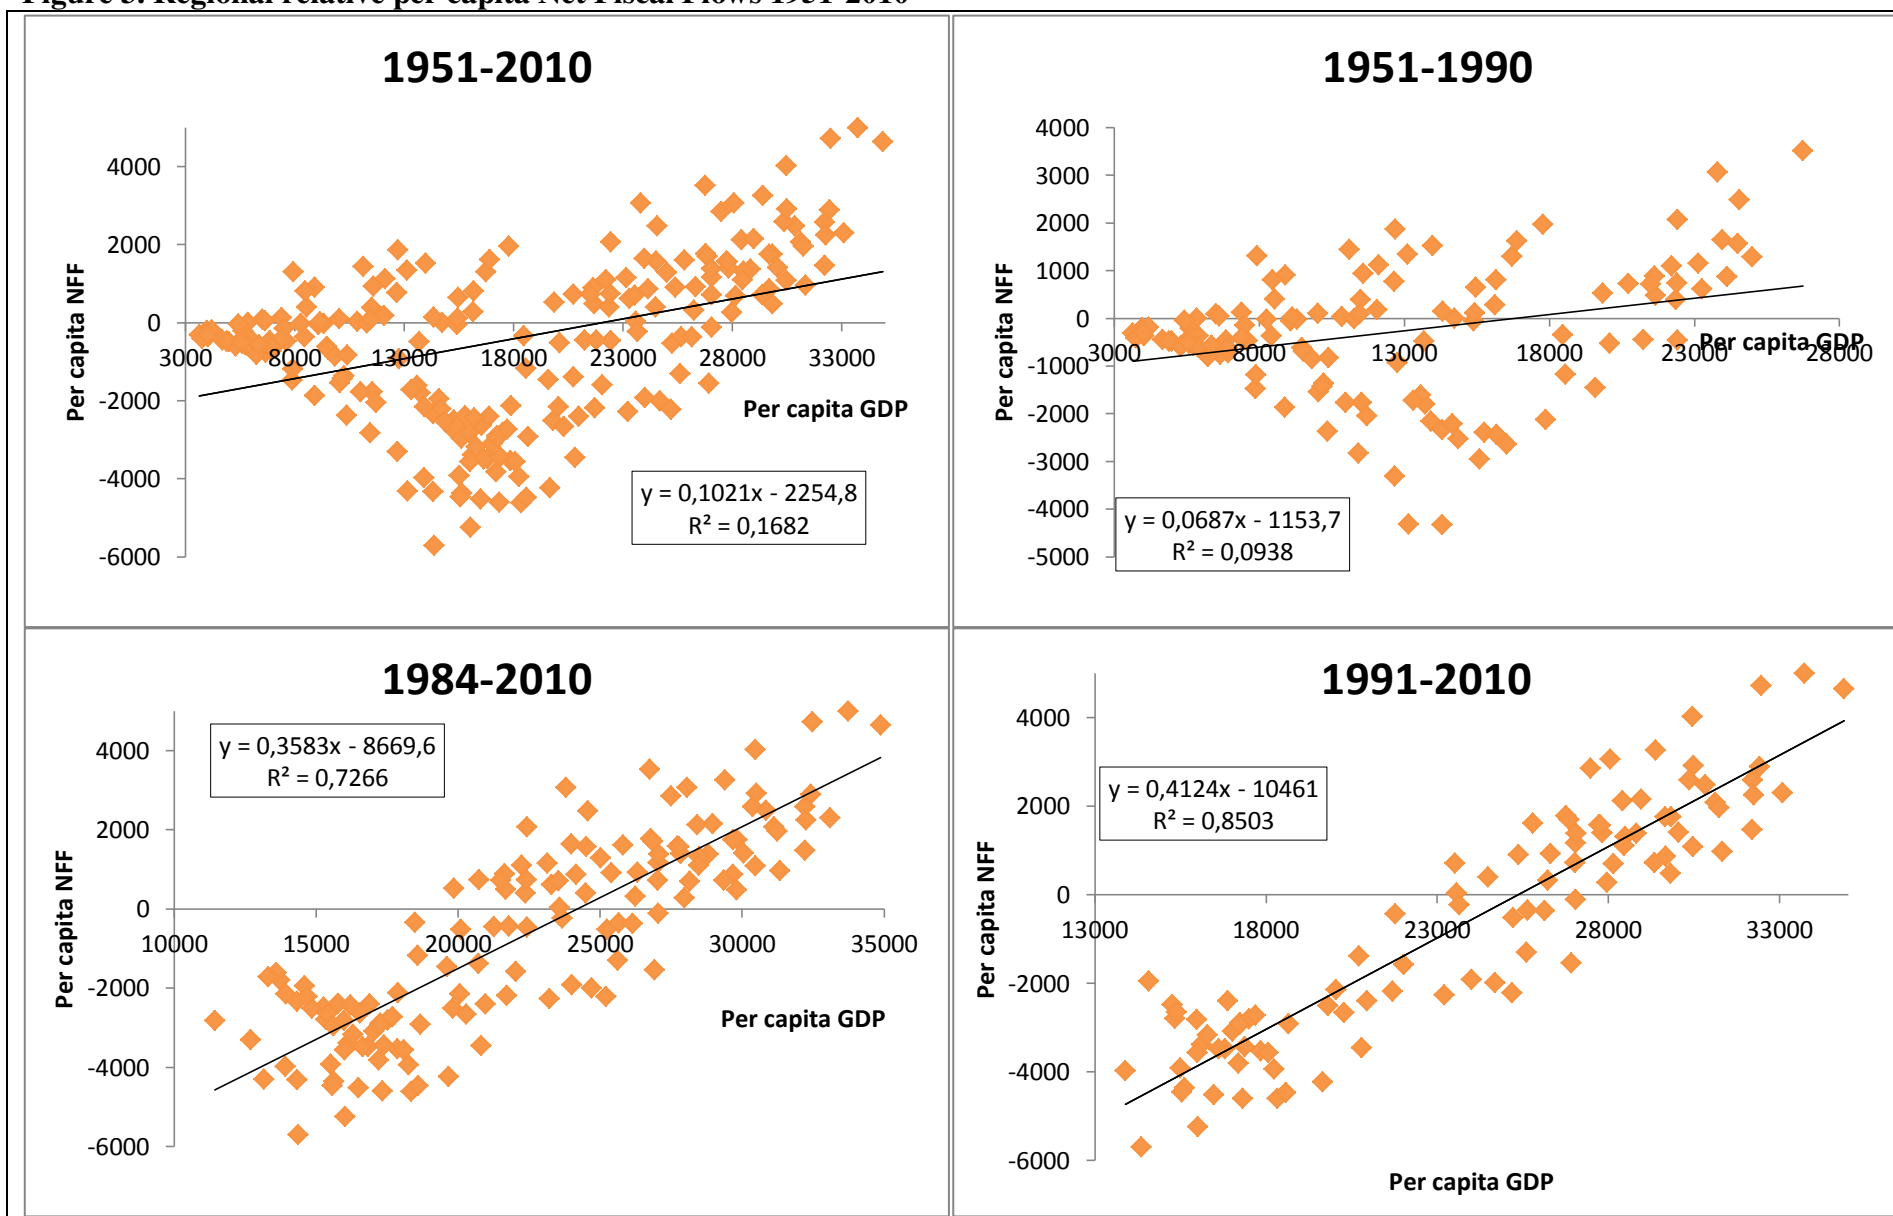 Figure 3. Regional relative per capita Net Fiscal Flows 1951-2010
1951-2010
Per capita NFF
4000
2000
0
-2000
-4000
-6000
3000 8000 13000 18000 23000 28000 33000
Per capita GDP
y = 0,1021x - 2254,8
R² = 0,1682
1951-1990
Per capita NFF
4000
3000
2000
1000
0
-1000
-2000
-3000
-4000
-5000
3000 8000 13000 18000 23000 28000
Per capita GDP
y = 0,0687x - 1153,7
R² = 0,0938
1984-2010
Per capita NFF
4000
2000
0
-2000
-4000
-6000
10000 15000 20000 25000 30000 35000
Per capita GDP
y = 0,3583x - 8669,6
R² = 0,7266
1991-2010
Per capita NFF
4000
2000
0
-2000
-4000
-6000
13000 18000 23000 28000 33000
Per capita GDP
y = 0,4124x - 10461
R² = 0,8503